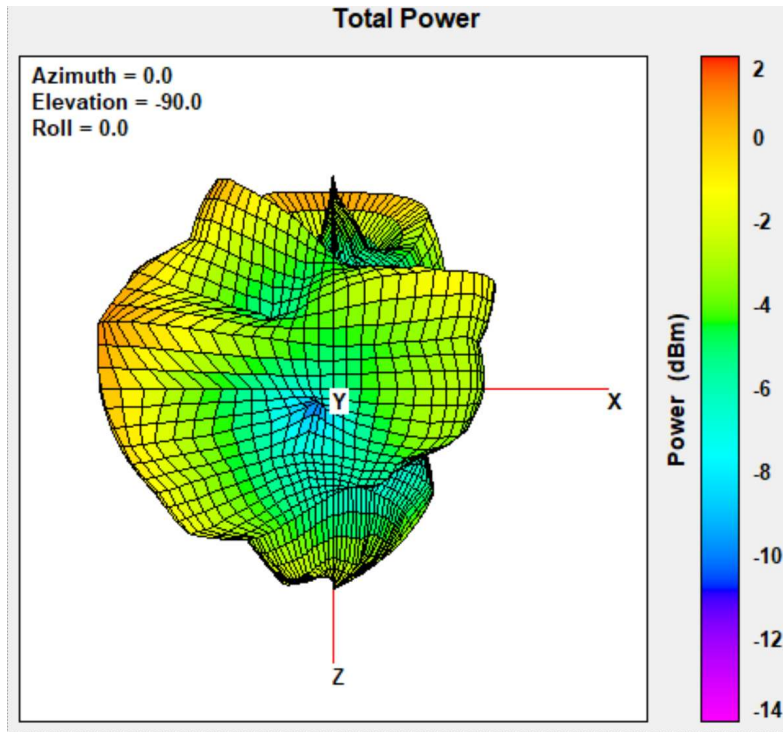 Total Power
Azimuth = 0.0
Elevation = -90.0
Roll = 0.0
Y
X
Z
2
0
-2
-4
-6
-8
-10
-12
-14
Power (dBm)